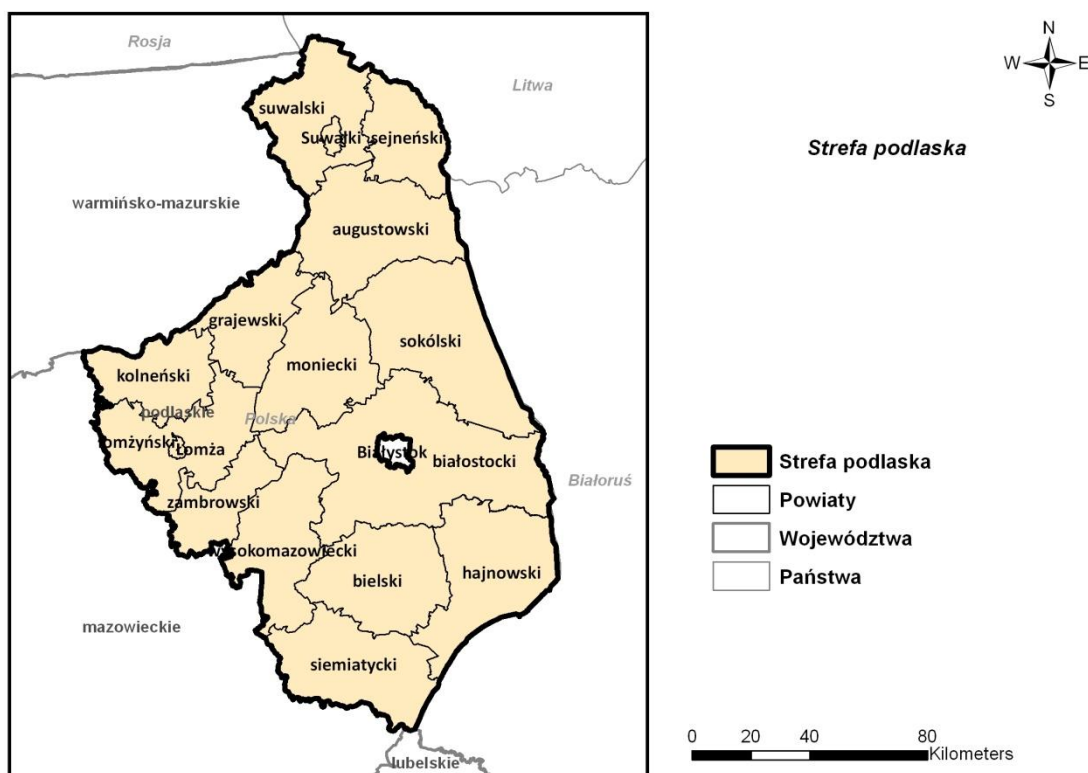 Rosja
Litwa
suwalski
Suwałki
sejneński
warmińsko-mazurskie
augustowski
grajewski
sokólski
moniecki
kolneński
podlaskie
Polska
łomżyński
Łomża
Białystok
białostocki
Białoruś
zambrowski
wysokomazowiecki
bielski
hajnowski
mazowieckie
siemiatycki
lubelskie
N
W E
S
Strefa podlaska
Strefa podlaska
Powiaty
Województwa
Państwa
0 20 40 80
Kilometers